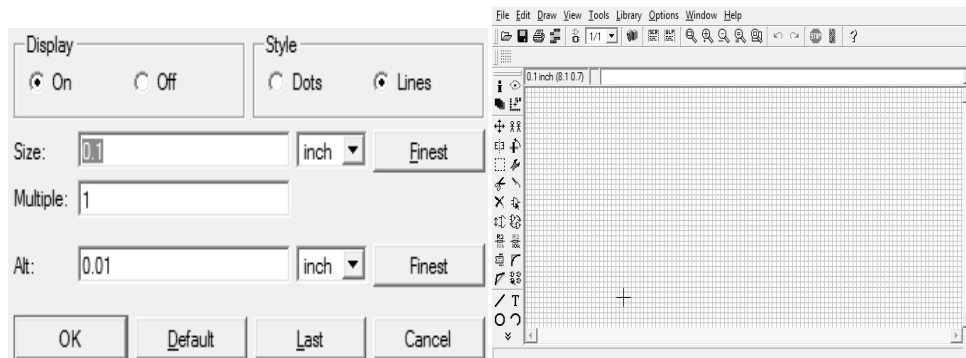 Display
Style
On
Off
Dots
Lines
Size: 0.1 inch Finest
Multiple: 1
Alt: 0.01 inch Finest
OK Default Last Cancel
File Edit Draw View Tools Library Options Window Help
1/1
0.1 inch (8.1 0.7)
T